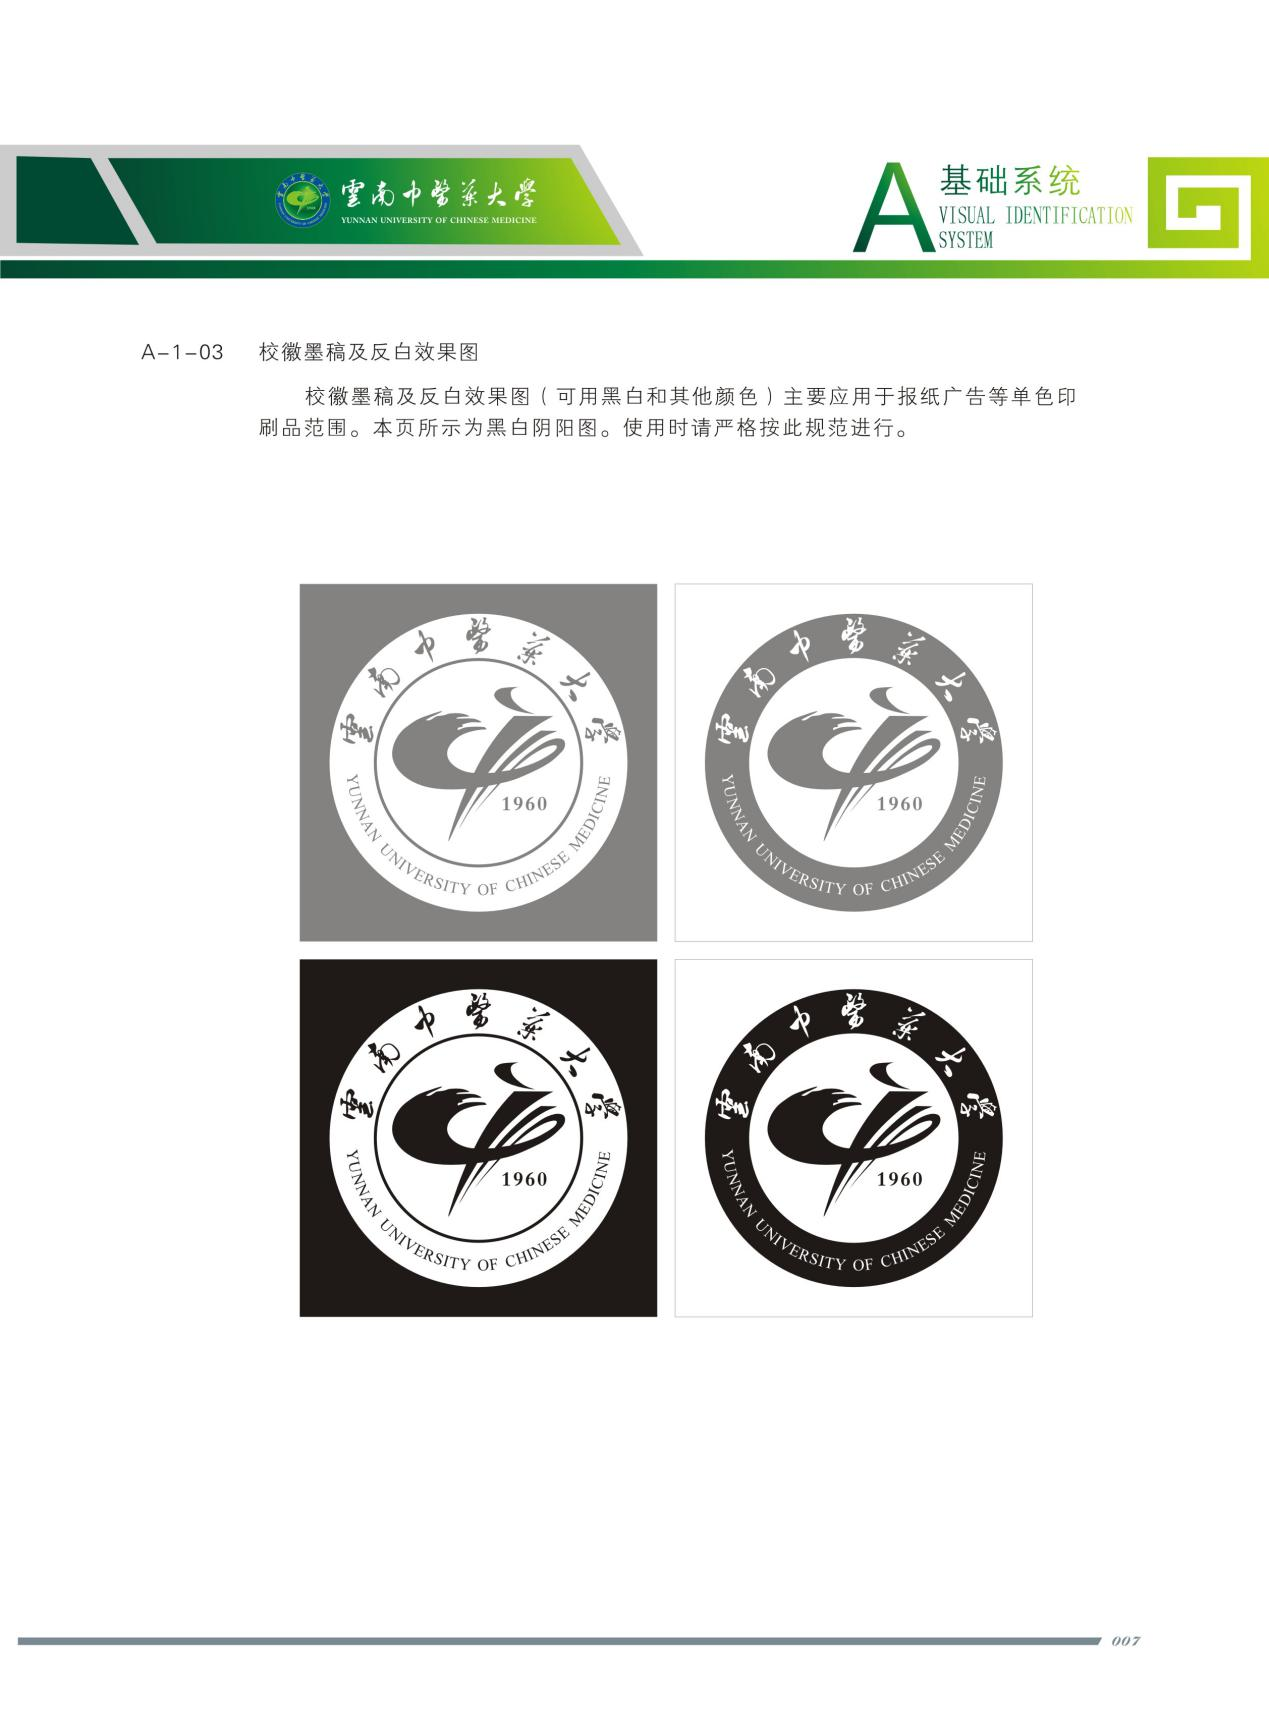 雲南中醫藥大學
YUNNAN UNIVERSITY OF CHINESE MEDICINE
A
基础系统
VISUAL IDENTIFICATION
SYSTEM
A-1-03 校徽墨稿及反白效果图
校徽墨稿及反白效果图（可用黑白和其他颜色）主要应用于报纸广告等单色印
刷品范围。本页所示为黑白阴阳图。使用时请严格按此规范进行。
雲南中醫藥大學
1960
YUNNAN UNIVERSITY OF CHINESE MEDICINE
雲南中醫藥大學
1960
YUNNAN UNIVERSITY OF CHINESE MEDICINE
雲南中醫藥大學
1960
YUNNAN UNIVERSITY OF CHINESE MEDICINE
雲南中醫藥大學
1960
YUNNAN UNIVERSITY OF CHINESE MEDICINE
007